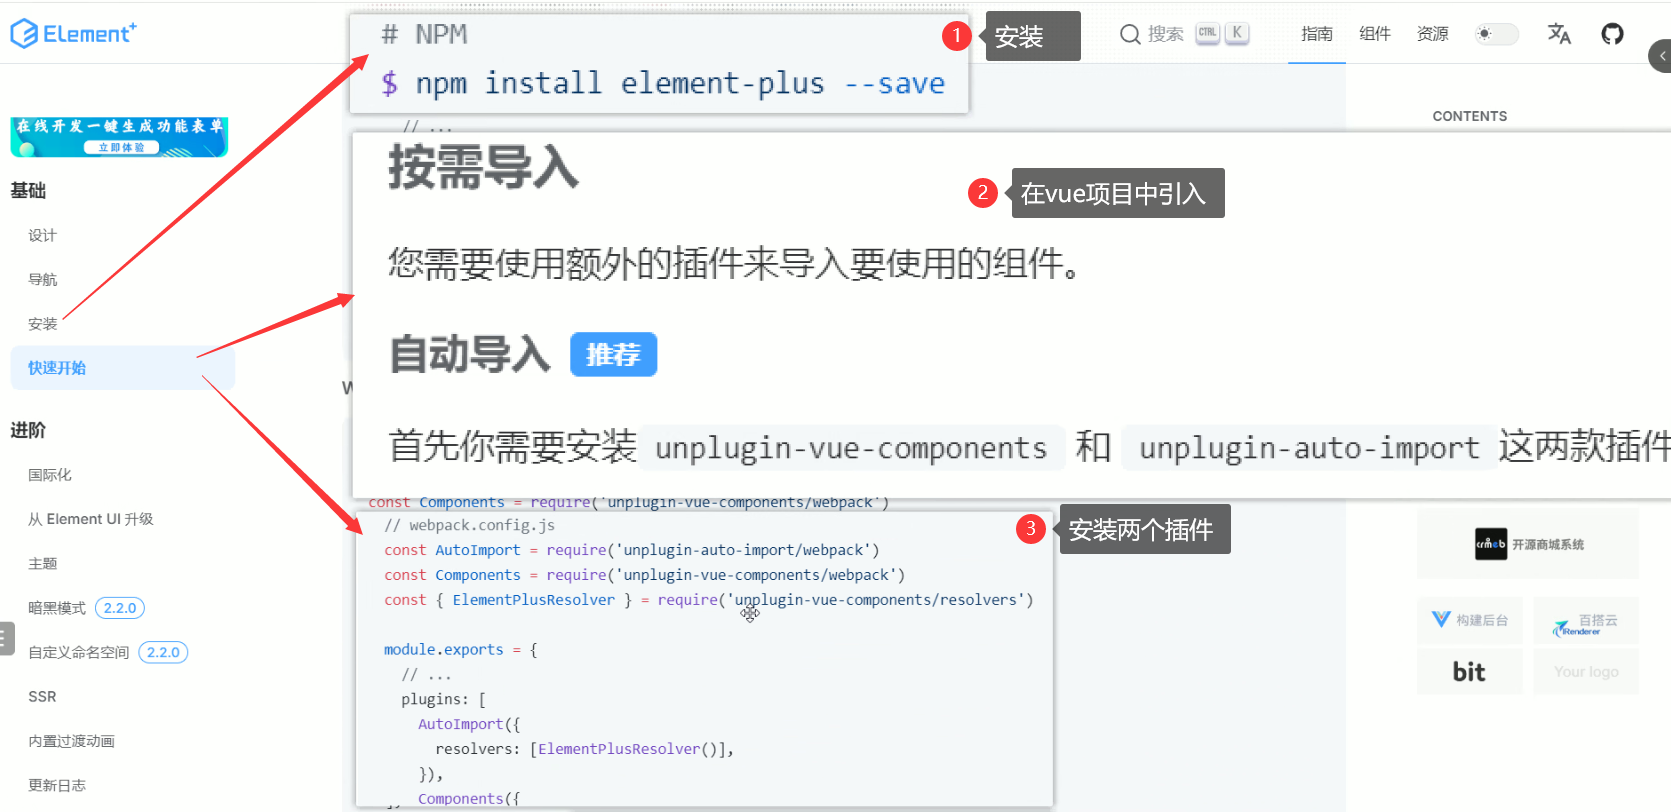 Element+
# NPM
$ npm install element-plus --save
1
安装
搜索
CTRL
K
指南
组件
资源
// ...
CONTENTS
在线开发一键生成功能表单
立即体验
基础
设计
导航
安装
快速开始
进阶
国际化
从 Element UI 升级
主题
暗黑模式 2.2.0
自定义命名空间 2.2.0
SSR
内置过渡动画
更新日志
按需导入
2
在vue项目中引入
您需要使用额外的插件来导入要使用的组件。
自动导入 推荐
首先你需要安装 unplugin-vue-components 和 unplugin-auto-import 这两款插件
const Components = require('unplugin-vue-components/webpack')
3
安装两个插件
// webpack.config.js
const AutoImport = require('unplugin-auto-import/webpack')
const Components = require('unplugin-vue-components/webpack')
const { ElementPlusResolver } = require('unplugin-vue-components/resolvers')
module.exports = {
// ...
plugins: [
AutoImport({
resolvers: [ElementPlusResolver()],
}),
Components({
crmeb 开源商城系统
构建后台
百搭云
Renderer
bit
Your logo